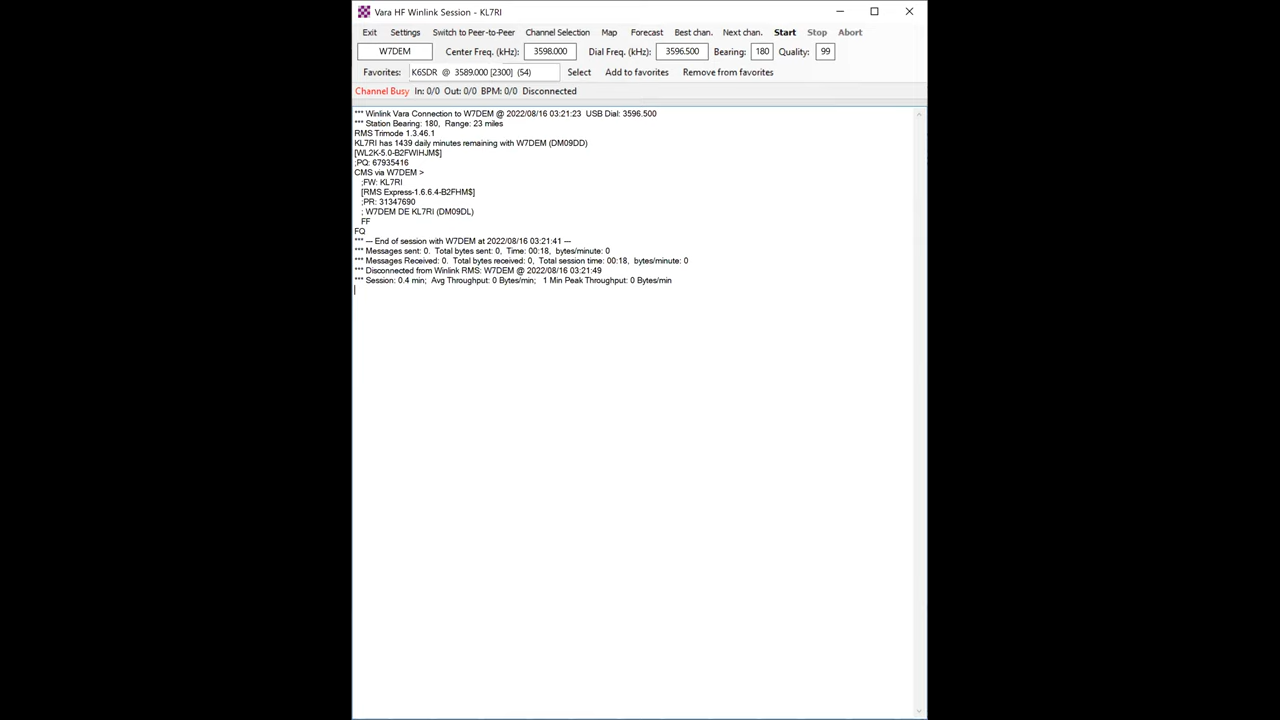 Vara HF Winlink Session - KL7RI
Exit Settings Switch to Peer-to-Peer Channel Selection Map Forecast Best chan. Next chan. Start Stop Abort
W7DEM Center Freq. (kHz): 3598.000 Dial Freq. (kHz): 3596.500 Bearing: 180 Quality: 99
Favorites: K6SDR @ 3589.000 [2300] (54) Select Add to favorites Remove from favorites
Channel Busy In: 0/0 Out: 0/0 BPM: 0/0 Disconnected
*** Winlink Vara Connection to W7DEM @ 2022/08/16 03:21:23 USB Dial: 3596.500
*** Station Bearing: 180, Range: 23 miles
RMS Trimode 1.3.46.1
KL7RI has 1439 daily minutes remaining with W7DEM (DM09DD)
[WL2K-5.0-B2FWIHJM$]
;PQ: 67935416
CMS via W7DEM >
;FW: KL7RI
[RMS Express-1.6.6.4-B2FHM$]
;PR: 31347690
; W7DEM DE KL7RI (DM09DL)
FF
FQ
*** --- End of session with W7DEM at 2022/08/16 03:21:41 ---
*** Messages sent: 0. Total bytes sent: 0, Time: 00:18, bytes/minute: 0
*** Messages Received: 0. Total bytes received: 0, Total session time: 00:18, bytes/minute: 0
*** Disconnected from Winlink RMS: W7DEM @ 2022/08/16 03:21:49
*** Session: 0.4 min; Avg Throughput: 0 Bytes/min; 1 Min Peak Throughput: 0 Bytes/min